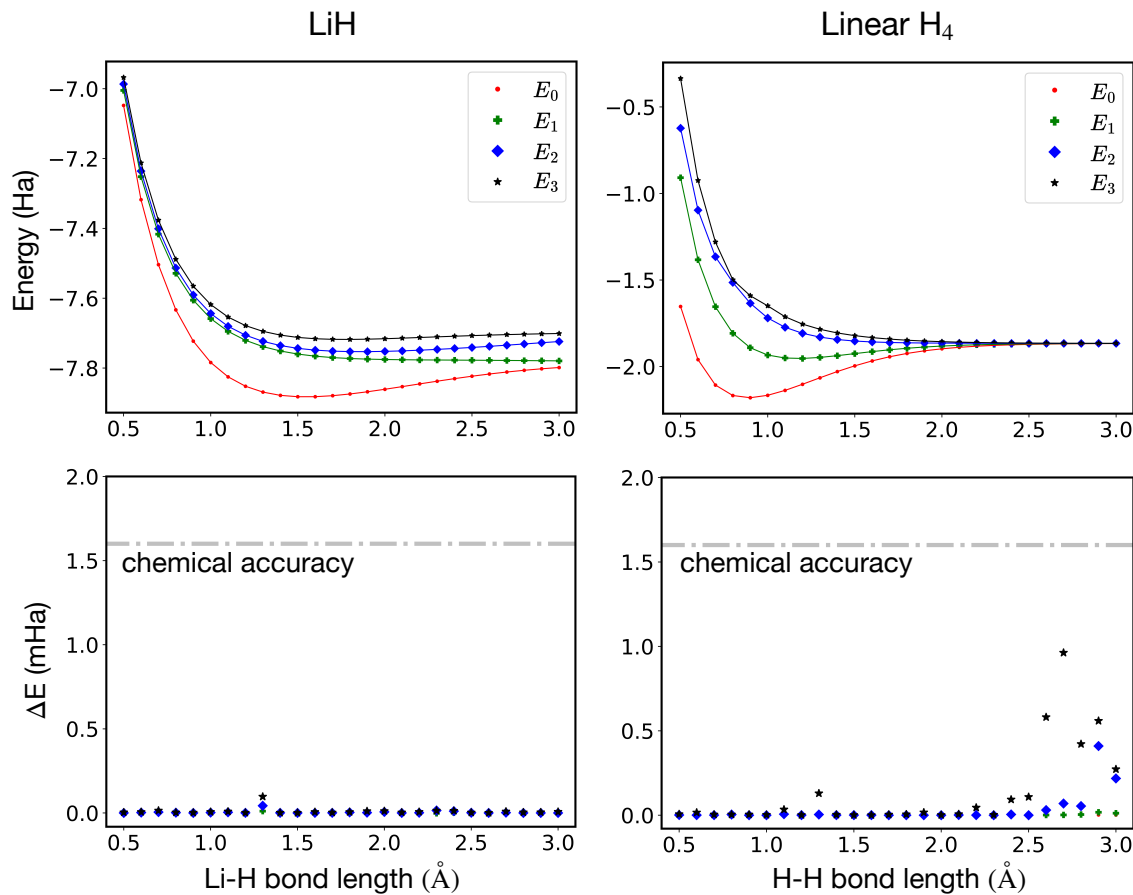 LiH
Linear H₄
Energy (Ha)
−7.0
−7.2
−7.4
−7.6
−7.8
E₀
E₁
E₂
E₃
0.5 1.0 1.5 2.0 2.5 3.0
−0.5
−1.0
−1.5
−2.0
E₀
E₁
E₂
E₃
0.5 1.0 1.5 2.0 2.5 3.0
ΔE (mHa)
2.0
1.5
1.0
0.5
0.0
chemical accuracy
0.5 1.0 1.5 2.0 2.5 3.0
Li-H bond length (Å)
2.0
1.5
1.0
0.5
0.0
chemical accuracy
0.5 1.0 1.5 2.0 2.5 3.0
H-H bond length (Å)